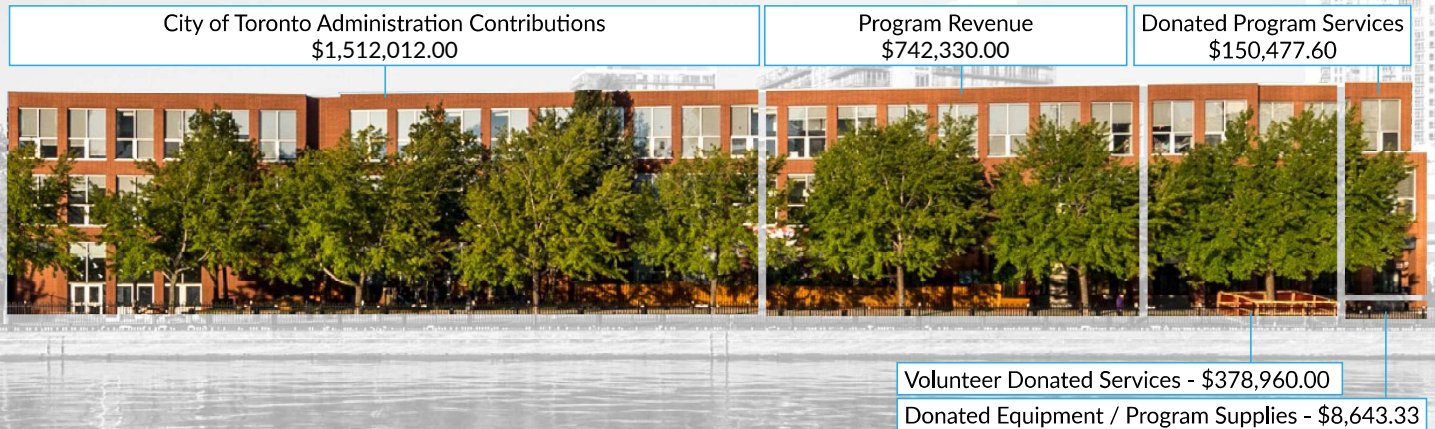 City of Toronto Administration Contributions
$1,512,012.00
Program Revenue
$742,330.00
Donated Program Services
$150,477.60
Volunteer Donated Services - $378,960.00
Donated Equipment / Program Supplies - $8,643.33